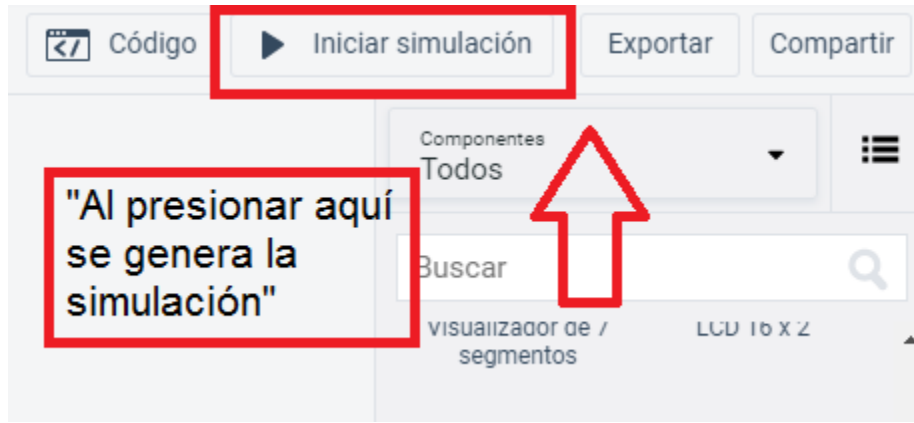 Código
Iniciar simulación
Exportar
Compartir
Componentes
Todos
"Al presionar aquí
se genera la
simulación"
Buscar
Visualizador de 7
segmentos
LCD 16 x 2